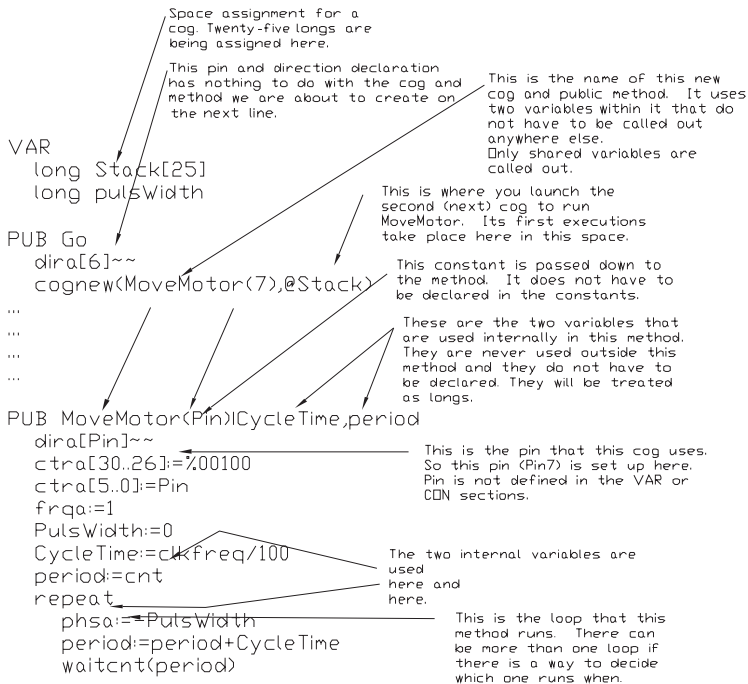 Space assignment for a
cog. Twenty-five longs are
being assigned here.
This pin and direction declaration
has nothing to do with the cog and
method we are about to create on
the next line.
This is the name of this new
cog and public method. It uses
two variables within it that do
not have to be called out
anywhere else.
Only shared variables are
called out.
VAR
long Stack[25]
long pulsWidth
This is where you launch the
second (next) cog to run
MoveMotor. Its first executions
take place here in this space.
PUB Go
dira[6]~~
cognew(MoveMotor(7),@Stack)
This constant is passed down to
the method. It does not have to
be declared in the constants.
...
...
...
...
These are the two variables that
are used internally in this method.
They are never used outside this
method and they do not have to
be declared. They will be treated
as longs.
PUB MoveMotor(Pin)|CycleTime,period
dira[Pin]~~
ctra[30..26]:=%00100
ctra[5..0]:=Pin
frqa:=1
PulsWidth:=0
CycleTime:=clkfreq/100
period:=cnt
repeat
phsa:=-PulsWidth
period:=period+CycleTime
waitcnt(period)
This is the pin that this cog uses.
So this pin (Pin7) is set up here.
Pin is not defined in the VAR or
CON sections.
The two internal variables are
used
here and
here.
This is the loop that this
method runs. There can
be more than one loop if
there is a way to decide
which one runs when.